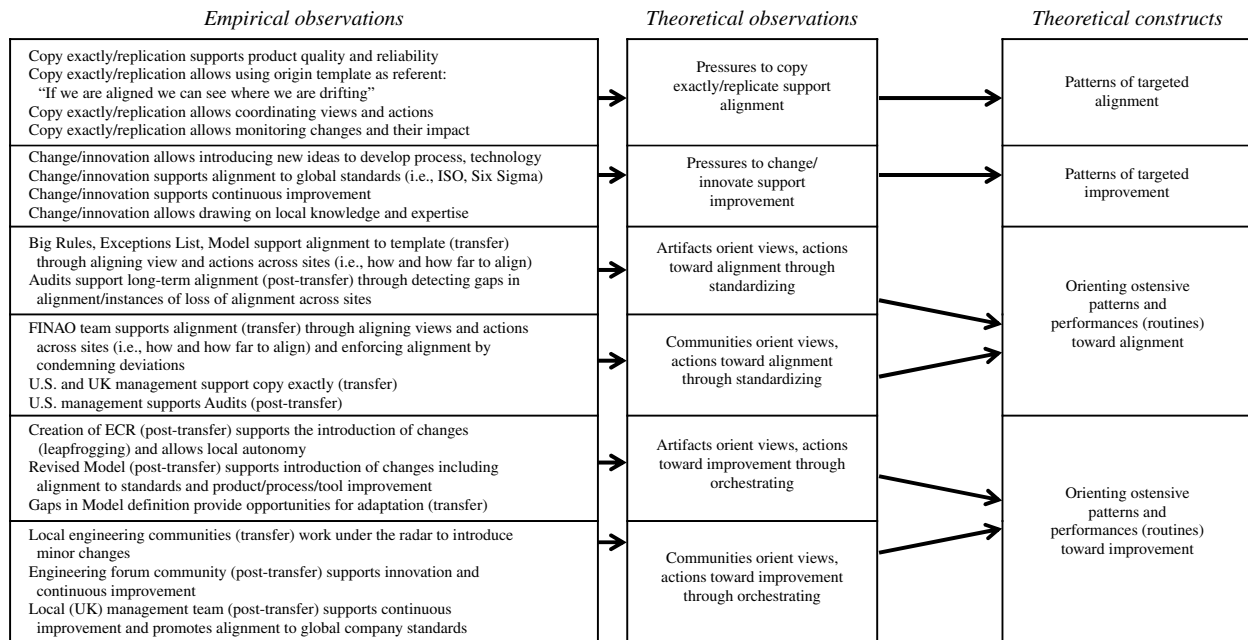 Empirical observations
Theoretical observations
Theoretical constructs
Copy exactly/replication supports product quality and reliability
Copy exactly/replication allows using origin template as referent:
“If we are aligned we can see where we are drifting”
Copy exactly/replication allows coordinating views and actions
Copy exactly/replication allows monitoring changes and their impact
Pressures to copy
exactly/replicate support
alignment
Patterns of targeted
alignment
Change/innovation allows introducing new ideas to develop process, technology
Change/innovation supports alignment to global standards (i.e., ISO, Six Sigma)
Change/innovation supports continuous improvement
Change/innovation allows drawing on local knowledge and expertise
Pressures to change/
innovate support
improvement
Patterns of targeted
improvement
Big Rules, Exceptions List, Model support alignment to template (transfer)
through aligning view and actions across sites (i.e., how and how far to align)
Audits support long-term alignment (post-transfer) through detecting gaps in
alignment/instances of loss of alignment across sites
Artifacts orient views, actions
toward alignment through
standardizing
FINAO team supports alignment (transfer) through aligning views and actions
across sites (i.e., how and how far to align) and enforcing alignment by
condemning deviations
U.S. and UK management support copy exactly (transfer)
U.S. management supports Audits (post-transfer)
Communities orient views,
actions toward alignment
through standardizing
Orienting ostensive
patterns and
performances (routines)
toward alignment
Creation of ECR (post-transfer) supports the introduction of changes
(leapfrogging) and allows local autonomy
Revised Model (post-transfer) supports introduction of changes including
alignment to standards and product/process/tool improvement
Gaps in Model definition provide opportunities for adaptation (transfer)
Artifacts orient views, actions
toward improvement through
orchestrating
Local engineering communities (transfer) work under the radar to introduce
minor changes
Engineering forum community (post-transfer) supports innovation and
continuous improvement
Local (UK) management team (post-transfer) supports continuous
improvement and promotes alignment to global company standards
Communities orient views,
actions toward improvement
through orchestrating
Orienting ostensive
patterns and
performances (routines)
toward improvement